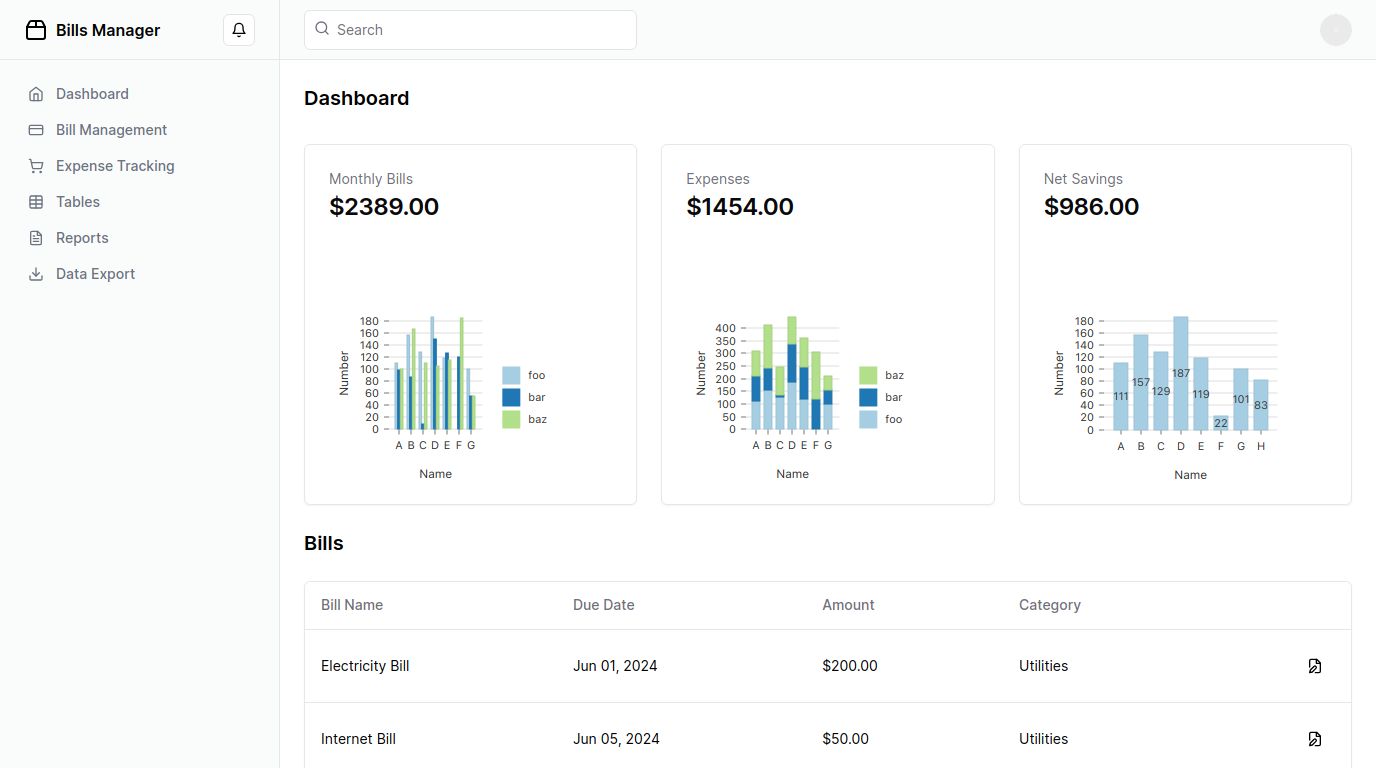 Bills Manager
Search
Dashboard
Bill Management
Expense Tracking
Tables
Reports
Data Export
Dashboard
Monthly Bills
$2389.00
180
160
140
120
100
80
60
40
20
0
Number
A B C D E F G
Name
foo
bar
baz
Expenses
$1454.00
400
350
300
250
200
150
100
50
0
Number
A B C D E F G
Name
baz
bar
foo
Net Savings
$986.00
180
160
140
120
100
80
60
40
20
0
Number
111 157 129 187 119 22 101 83
A B C D E F G H
Name
Bills
Bill Name Due Date Amount Category
Electricity Bill Jun 01, 2024 $200.00 Utilities
Internet Bill Jun 05, 2024 $50.00 Utilities